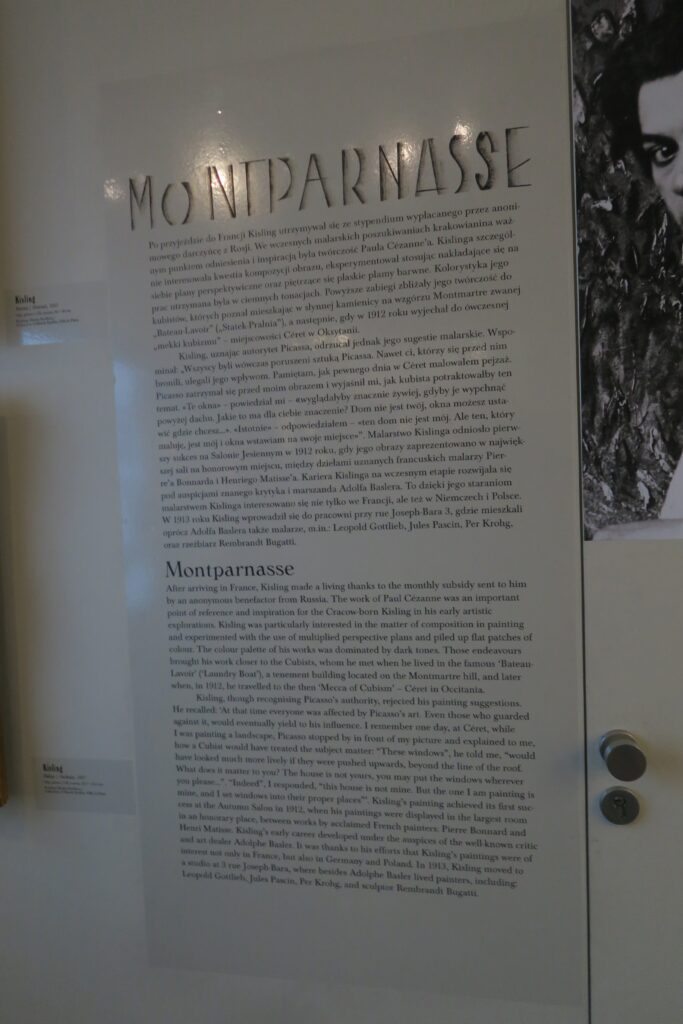 MONTPARNASSE
Po przyjeździe do Francji Kisling utrzymywał się ze stypendium wypłacanego przez anoni-
mowego darczyńcę z Rosji. We wczesnych malarskich poszukiwaniach krakowianina waż-
nym punktem odniesienia i inspiracją była twórczość Paula Cézanne'a. Kislinga szczegól-
nie interesowała kwestia kompozycji obrazu, eksperymentował stosując nakładające się na
siebie plany perspektywiczne oraz piętrzące się płaskie plamy barwne. Kolorystyka jego
prac utrzymana była w ciemnych tonacjach. Powyższe zabiegi zbliżały jego twórczość do
kubistów, których poznał mieszkając w słynnej kamienicy na wzgórzu Montmartre zwanej
„Bateau-Lavoir" („Statek-Pralnia"), a następnie, gdy w 1912 roku wyjechał do ówczesnej
„mekki kubizmu" – miejscowości Céret w Oksytanii.
Kisling, uznając autorytet Picassa, odrzucał jednak jego sugestie malarskie. Wspo-
minał: „Wszyscy byli wówczas poruszeni sztuką Picassa. Nawet ci, którzy się przed nim
bronili, ulegali jego wpływom. Pamiętam, jak pewnego dnia w Céret malowałem pejzaż.
Picasso zatrzymał się przed moim obrazem i wyjaśnił mi, jak kubista potraktowałby ten
temat. «Te okna» - powiedział mi - «wyglądałyby znacznie żywiej, gdyby je wypchnąć
powyżej dachu. Jakie to ma dla ciebie znaczenie? Dom nie jest twój, okna możesz usta-
wić gdzie chcesz...». «Istotnie» - odpowiedziałem - «ten dom nie jest mój. Ale ten, który
maluję, jest mój i okna wstawiam na swoje miejsce»". Malarstwo Kislinga odniosło pierw-
szy sukces na Salonie Jesiennym w 1912 roku, gdy jego obrazy zaprezentowano w najwięk-
szej sali na honorowym miejscu, między dziełami uznanych francuskich malarzy Pier-
re'a Bonnarda i Henriego Matisse'a. Kariera Kislinga na wczesnym etapie rozwijała się
pod auspicjami znanego krytyka i marszanda Adolfa Baslera. To dzięki jego staraniom
malarstwem Kislinga interesowano się nie tylko we Francji, ale też w Niemczech i Polsce.
W 1913 roku Kisling wprowadził się do pracowni przy rue Joseph-Bara 3, gdzie mieszkali
oprócz Adolfa Baslera także malarze, m.in.: Leopold Gottlieb, Jules Pascin, Per Krohg,
oraz rzeźbiarz Rembrandt Bugatti.
Montparnasse
After arriving in France, Kisling made a living thanks to the monthly subsidy sent to him
by an anonymous benefactor from Russia. The work of Paul Cézanne was an important
point of reference and inspiration for the Cracow-born Kisling in his early artistic
explorations. Kisling was particularly interested in the matter of composition in painting
and experimented with the use of multiplied perspective plans and piled up flat patches of
colour. The colour palette of his works was dominated by dark tones. Those endeavours
brought his work closer to the Cubists, whom he met when he lived in the famous 'Bateau-
Lavoir' ('Laundry Boat'), a tenement building located on the Montmartre hill, and later
when, in 1912, he travelled to the then 'Mecca of Cubism' – Céret in Occitania.
Kisling, though recognising Picasso's authority, rejected his painting suggestions.
He recalled: 'At that time everyone was affected by Picasso's art. Even those who guarded
against it, would eventually yield to his influence. I remember one day, at Céret, while
I was painting a landscape, Picasso stopped by in front of my picture and explained to me,
how a Cubist would have treated the subject matter: "These windows", he told me, "would
have looked much more lively if they were pushed upwards, beyond the line of the roof.
What does it matter to you? The house is not yours, you may put the windows wherever
you please...". "Indeed", I responded, "this house is not mine. But the one I am painting is
mine, and I set windows into their proper places"'. Kisling's painting achieved its first suc-
cess at the Autumn Salon in 1912, when his paintings were displayed in the largest room
in an honorary place, between works by acclaimed French painters: Pierre Bonnard and
Henri Matisse. Kisling's early career developed under the auspices of the well-known critic
and art dealer Adolphe Basler. It was thanks to his efforts that Kisling's paintings were of
interest not only in France, but also in Germany and Poland. In 1913, Kisling moved to
a studio at 3 rue Joseph-Bara, where besides Adolphe Basler lived painters, including:
Leopold Gottlieb, Jules Pascin, Per Krohg, and sculptor Rembrandt Bugatti.
Kisling
Kisling